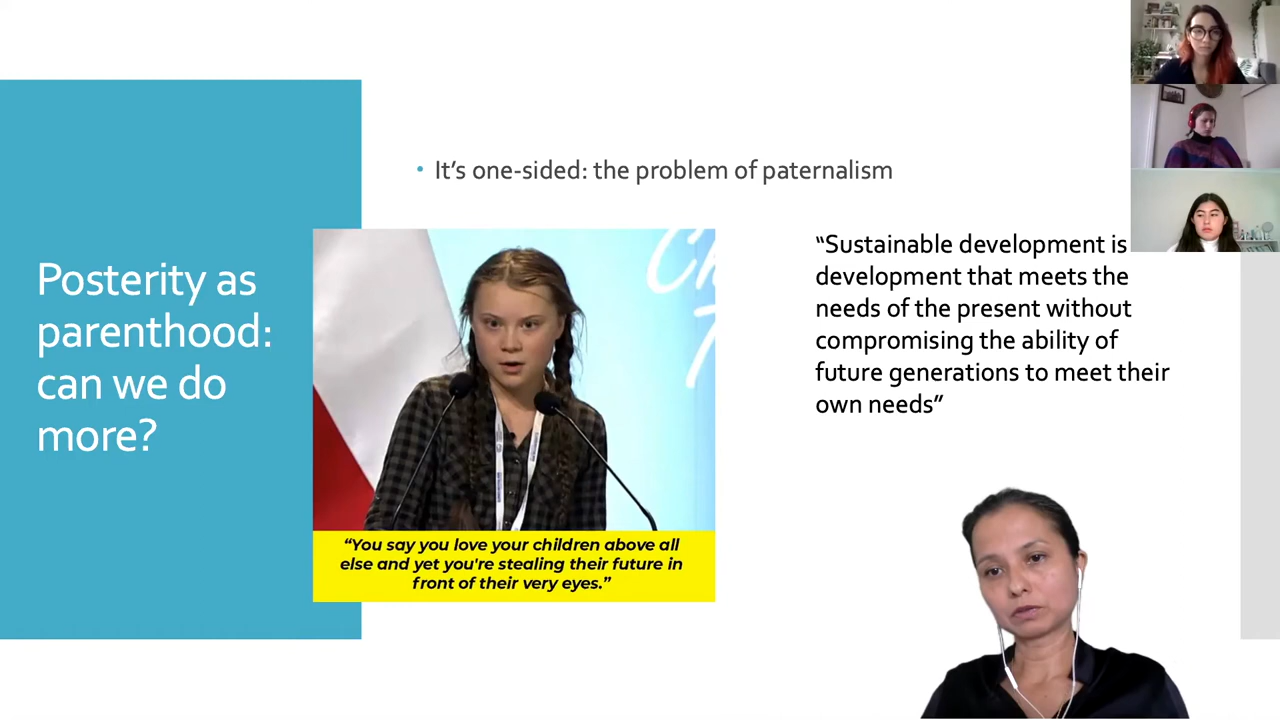 Posterity as
parenthood:
can we do
more?
• It’s one-sided: the problem of paternalism
“You say you love your children above all
else and yet you're stealing their future in
front of their very eyes.”
“Sustainable development is
development that meets the
needs of the present without
compromising the ability of
future generations to meet their
own needs”